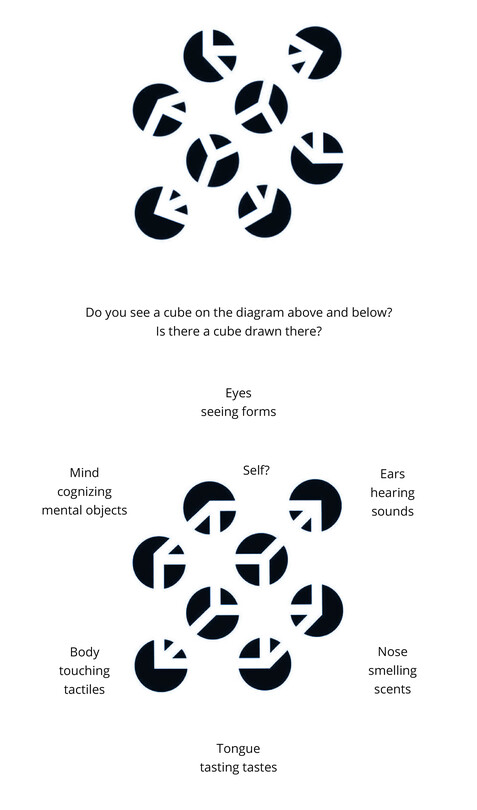 Do you see a cube on the diagram above and below?
Is there a cube drawn there?
Eyes
seeing forms
Self?
Mind
cognizing
mental objects
Ears
hearing
sounds
Body
touching
tactiles
Nose
smelling
scents
Tongue
tasting tastes